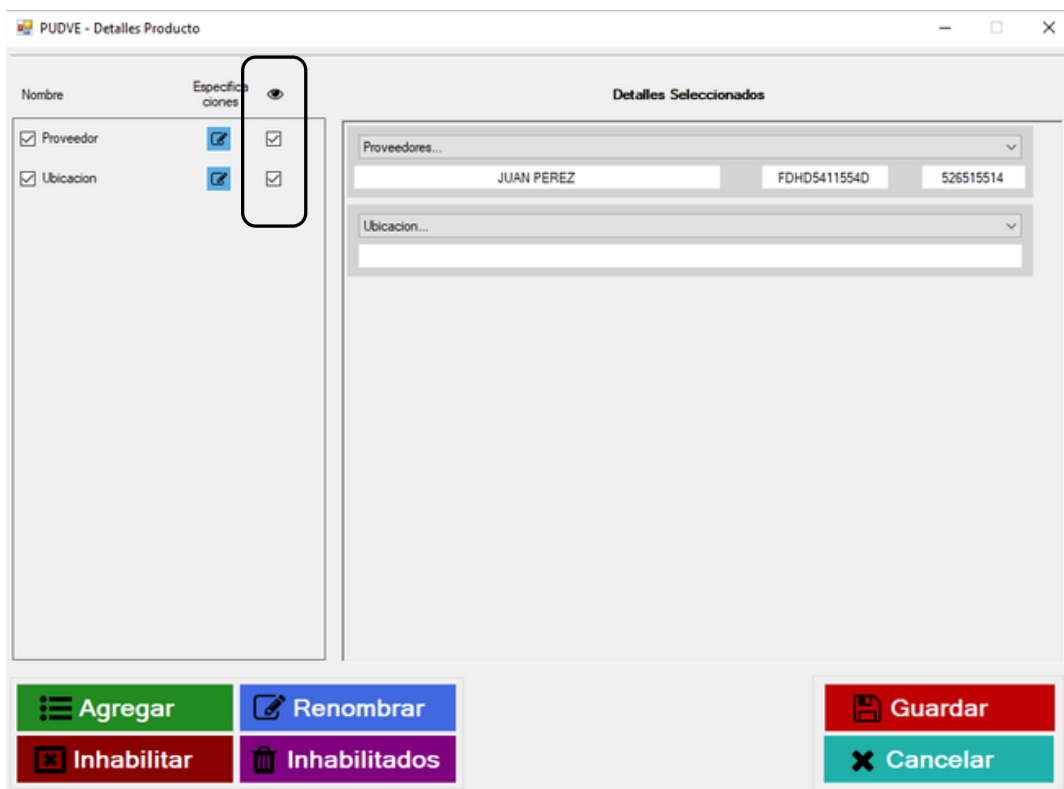 PUDVE - Detalles Producto
Nombre
Especifica
ciones
Detalles Seleccionados
Proveedor
Ubicacion
Proveedores...
JUAN PEREZ FDHD5411554D 526515514
Ubicacion...
Agregar Renombrar
Inhabilitar Inhabilitados
Guardar
Cancelar